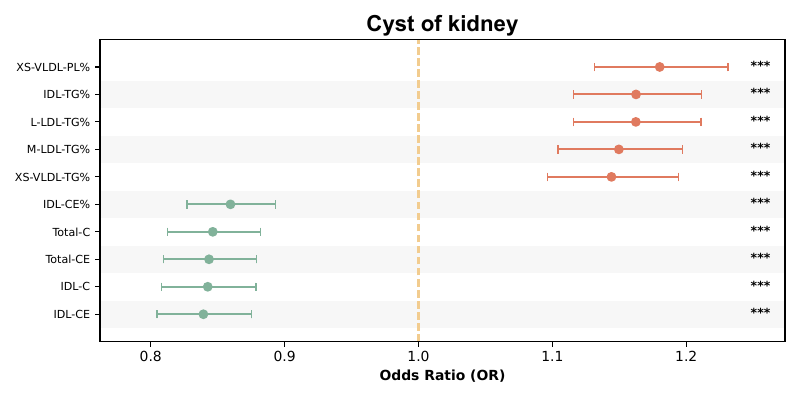 Cyst of kidney
XS-VLDL-PL% ***
IDL-TG% ***
L-LDL-TG% ***
M-LDL-TG% ***
XS-VLDL-TG% ***
IDL-CE% ***
Total-C ***
Total-CE ***
IDL-C ***
IDL-CE ***
0.8 0.9 1.0 1.1 1.2
Odds Ratio (OR)